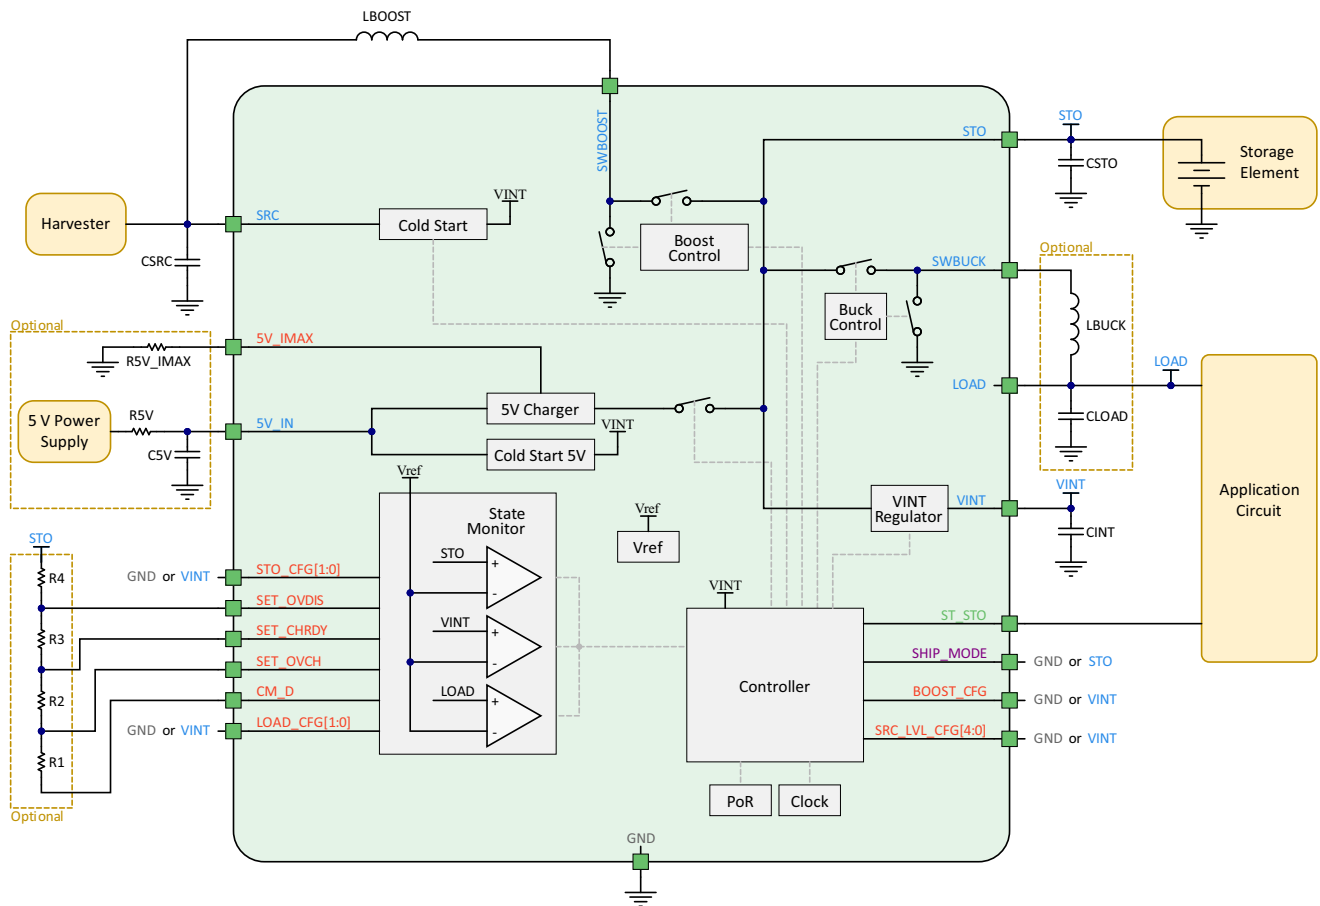 LBOOST
SWBOOST
STO
STO
CSTO
Storage
Element
Harvester
SRC
Cold Start
VINT
CSRC
Boost
Control
SWBUCK
Optional
Buck
Control
LBUCK
Optional
5V_IMAX
R5V_IMAX
LOAD
LOAD
5 V Power
Supply
R5V
5V_IN
C5V
5V Charger
Cold Start 5V
VINT
CLOAD
Application
Circuit
Vref
State
Monitor
Vref
Vref
VINT
Regulator
VINT
VINT
CINT
STO
R4
R3
R2
R1
Optional
GND or VINT
STO_CFG[1:0]
SET_OVDIS
SET_CHRDY
SET_OVCH
CM_D
GND or VINT
LOAD_CFG[1:0]
STO
+
-
VINT
+
-
LOAD
+
-
VINT
Controller
ST_STO
SHIP_MODE
GND or STO
BOOST_CFG
GND or VINT
SRC_LVL_CFG[4:0]
GND or VINT
PoR
Clock
GND